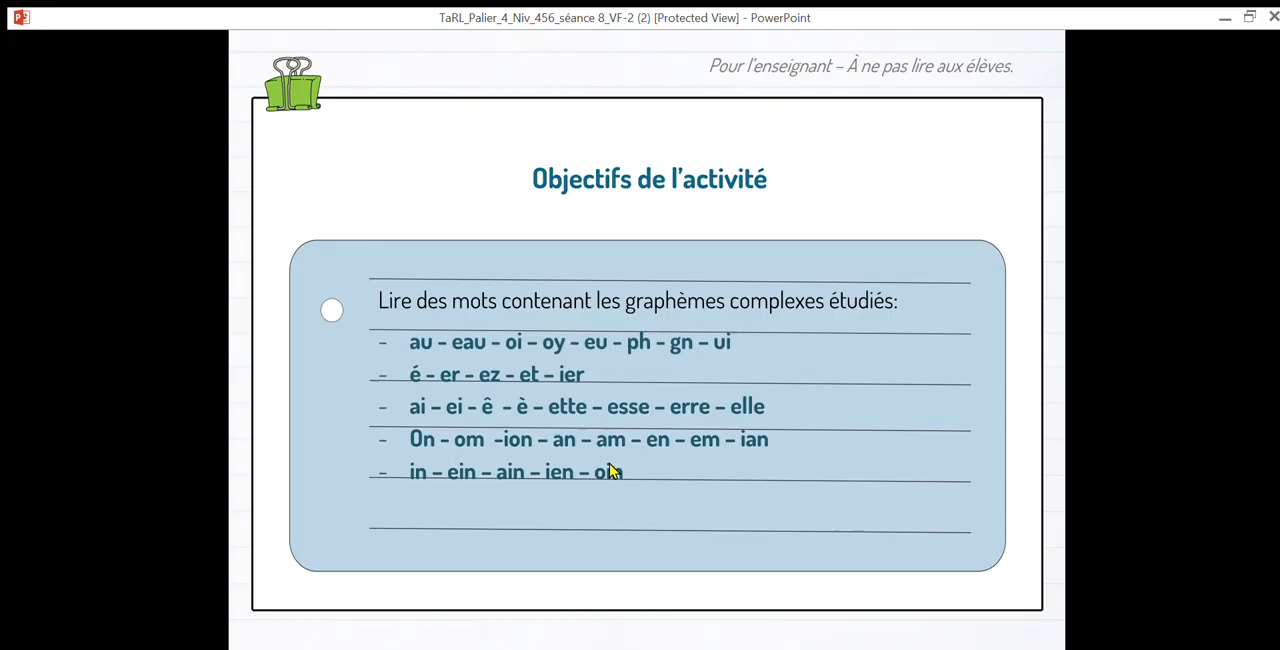 TaRL_Palier_4_Niv_456_séance 8_VF-2 (2) [Protected View] - PowerPoint
Pour l'enseignant – À ne pas lire aux élèves.
Objectifs de l'activité
Lire des mots contenant les graphèmes complexes étudiés:
- au - eau - oi – oy - eu - ph - gn – ui
- é - er – ez – et – ier
- ai – ei - ê - è – ette – esse – erre – elle
- On – om -ion – an – am – en – em – ian
- in – ein – ain – ien – oin